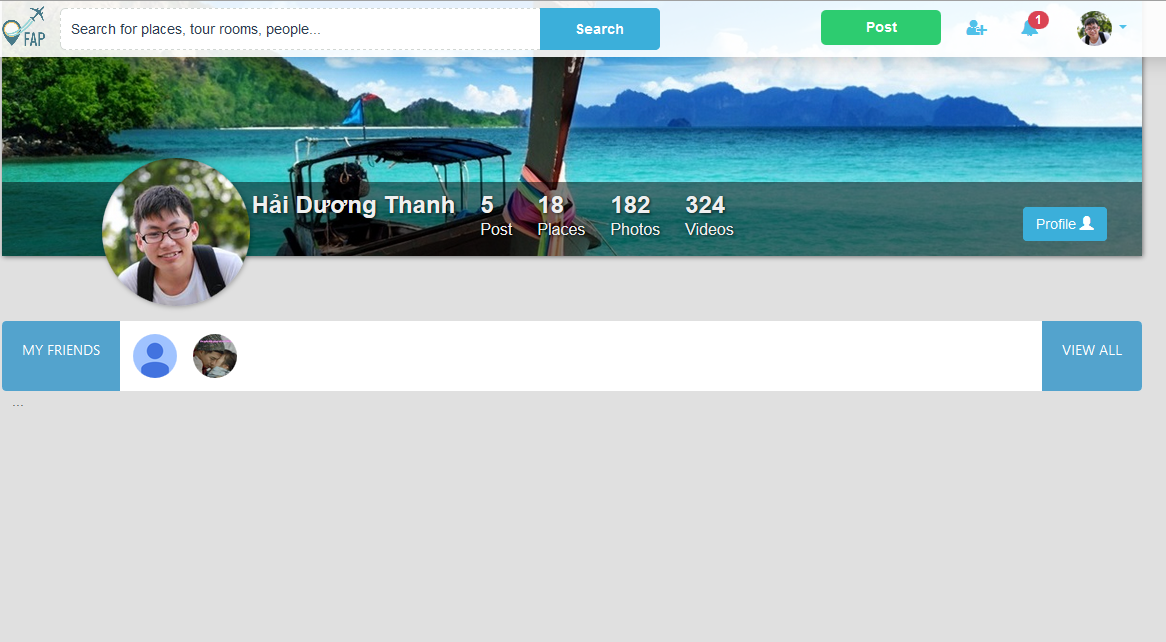 FAP
Search for places, tour rooms, people...
Search
Post
1
Hải Dương Thanh
5
Post
18
Places
182
Photos
324
Videos
Profile
MY FRIENDS
VIEW ALL
...